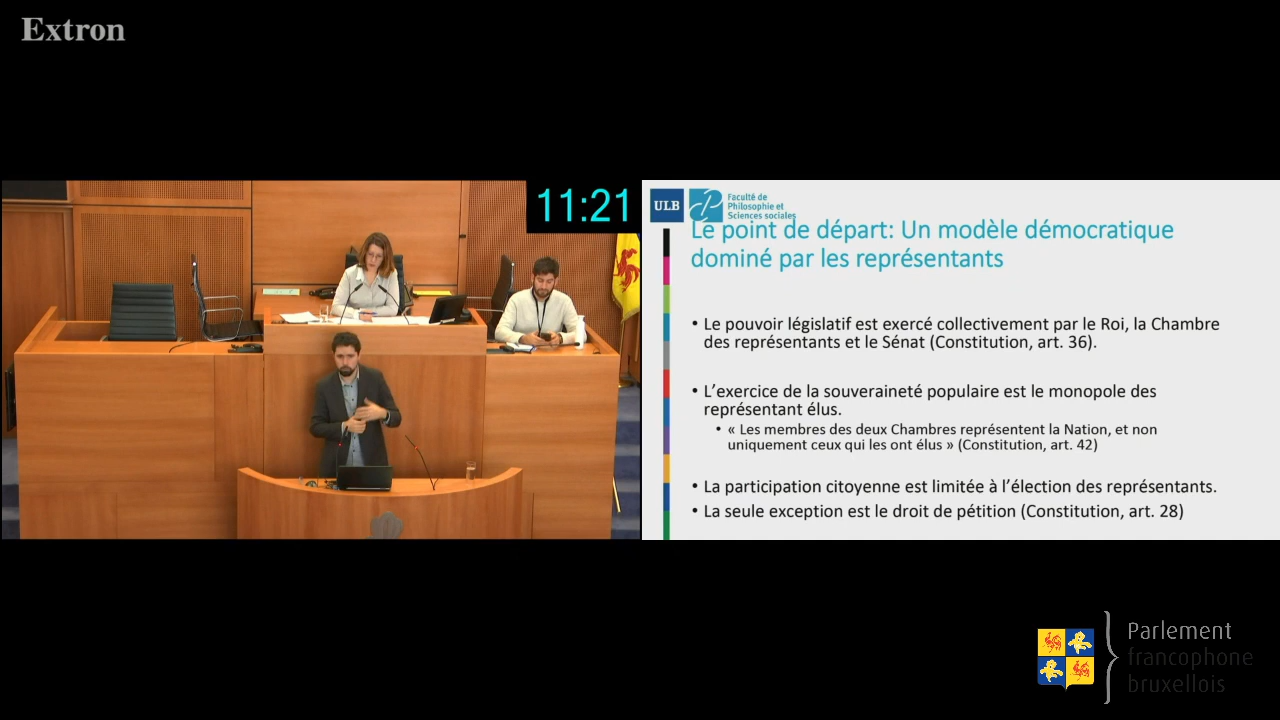 Extron
11:21
ULB
Faculté de
Philosophie et
Sciences sociales
Le point de départ: Un modèle démocratique
dominé par les représentants
• Le pouvoir législatif est exercé collectivement par le Roi, la Chambre
des représentants et le Sénat (Constitution, art. 36).
• L’exercice de la souveraineté populaire est le monopole des
représentant élus.
• « Les membres des deux Chambres représentent la Nation, et non
uniquement ceux qui les ont élus » (Constitution, art. 42)
• La participation citoyenne est limitée à l’élection des représentants.
• La seule exception est le droit de pétition (Constitution, art. 28)
Parlement
francophone
bruxellois